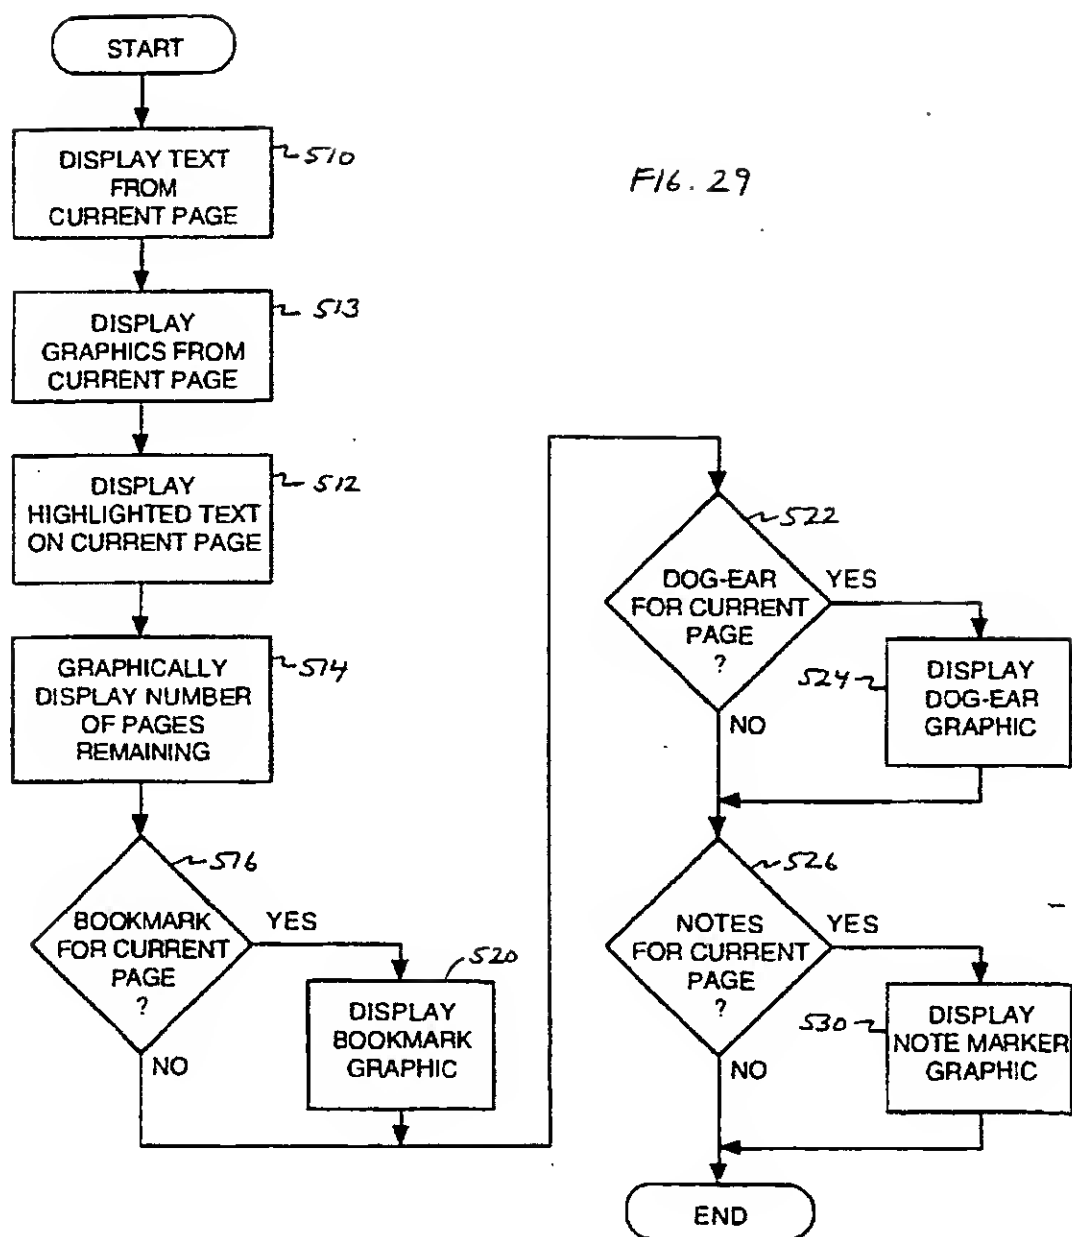 START
DISPLAY TEXT
FROM
CURRENT PAGE
510
FIG. 29
DISPLAY
GRAPHICS FROM
CURRENT PAGE
513
DISPLAY
HIGHLIGHTED TEXT
ON CURRENT PAGE
512
GRAPHICALLY
DISPLAY NUMBER
OF PAGES
REMAINING
514
BOOKMARK
FOR CURRENT
PAGE
?
516
YES
NO
520
DISPLAY
BOOKMARK
GRAPHIC
522
DOG-EAR
FOR CURRENT
PAGE
?
YES
NO
524
DISPLAY
DOG-EAR
GRAPHIC
526
NOTES
FOR CURRENT
PAGE
?
YES
NO
530
DISPLAY
NOTE MARKER
GRAPHIC
END